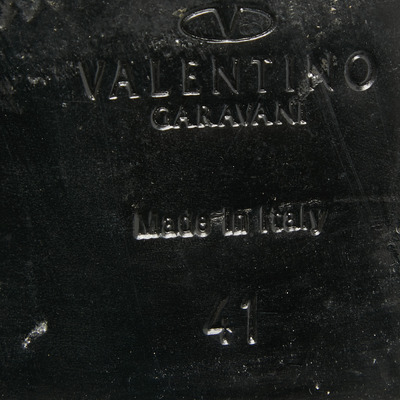 V
VALENTINO
GARAVANI
Made in Italy
41